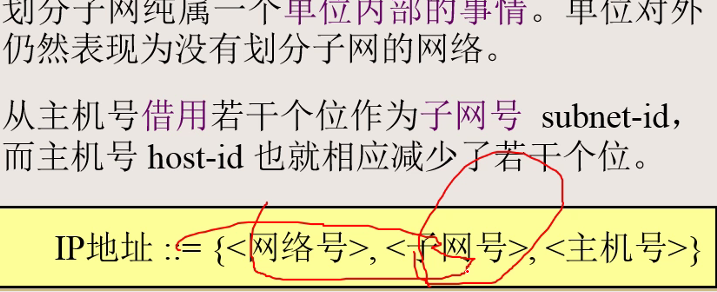 划分子网纯属一个单位内部的事情。单位对外
仍然表现为没有划分子网的网络。
从主机号借用若干个位作为子网号 subnet-id,
而主机号 host-id 也就相应减少了若干个位。
IP地址 ::= {<网络号>, <子网号>, <主机号>}